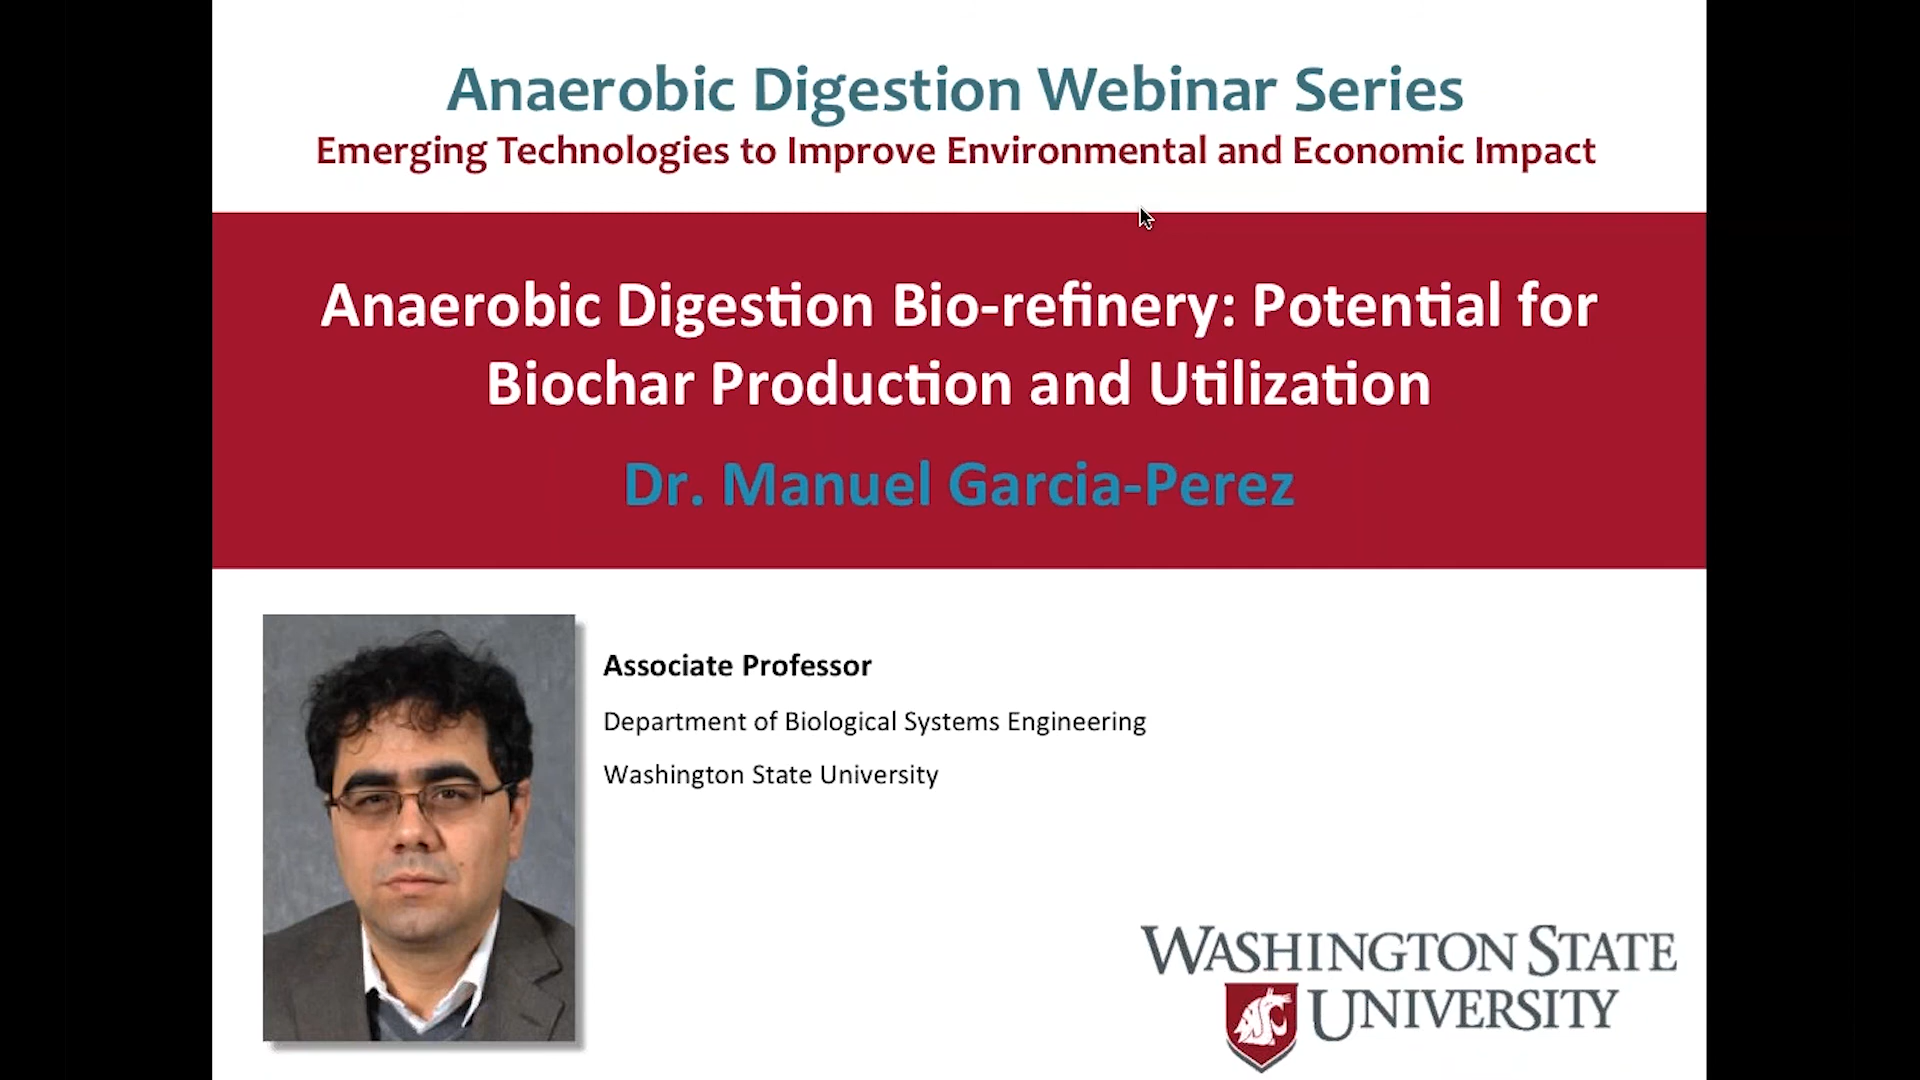 Anaerobic Digestion Webinar Series
Emerging Technologies to Improve Environmental and Economic Impact
Anaerobic Digestion Bio-refinery: Potential for
Biochar Production and Utilization
Dr. Manuel Garcia-Perez
Associate Professor
Department of Biological Systems Engineering
Washington State University
WASHINGTON STATE
UNIVERSITY